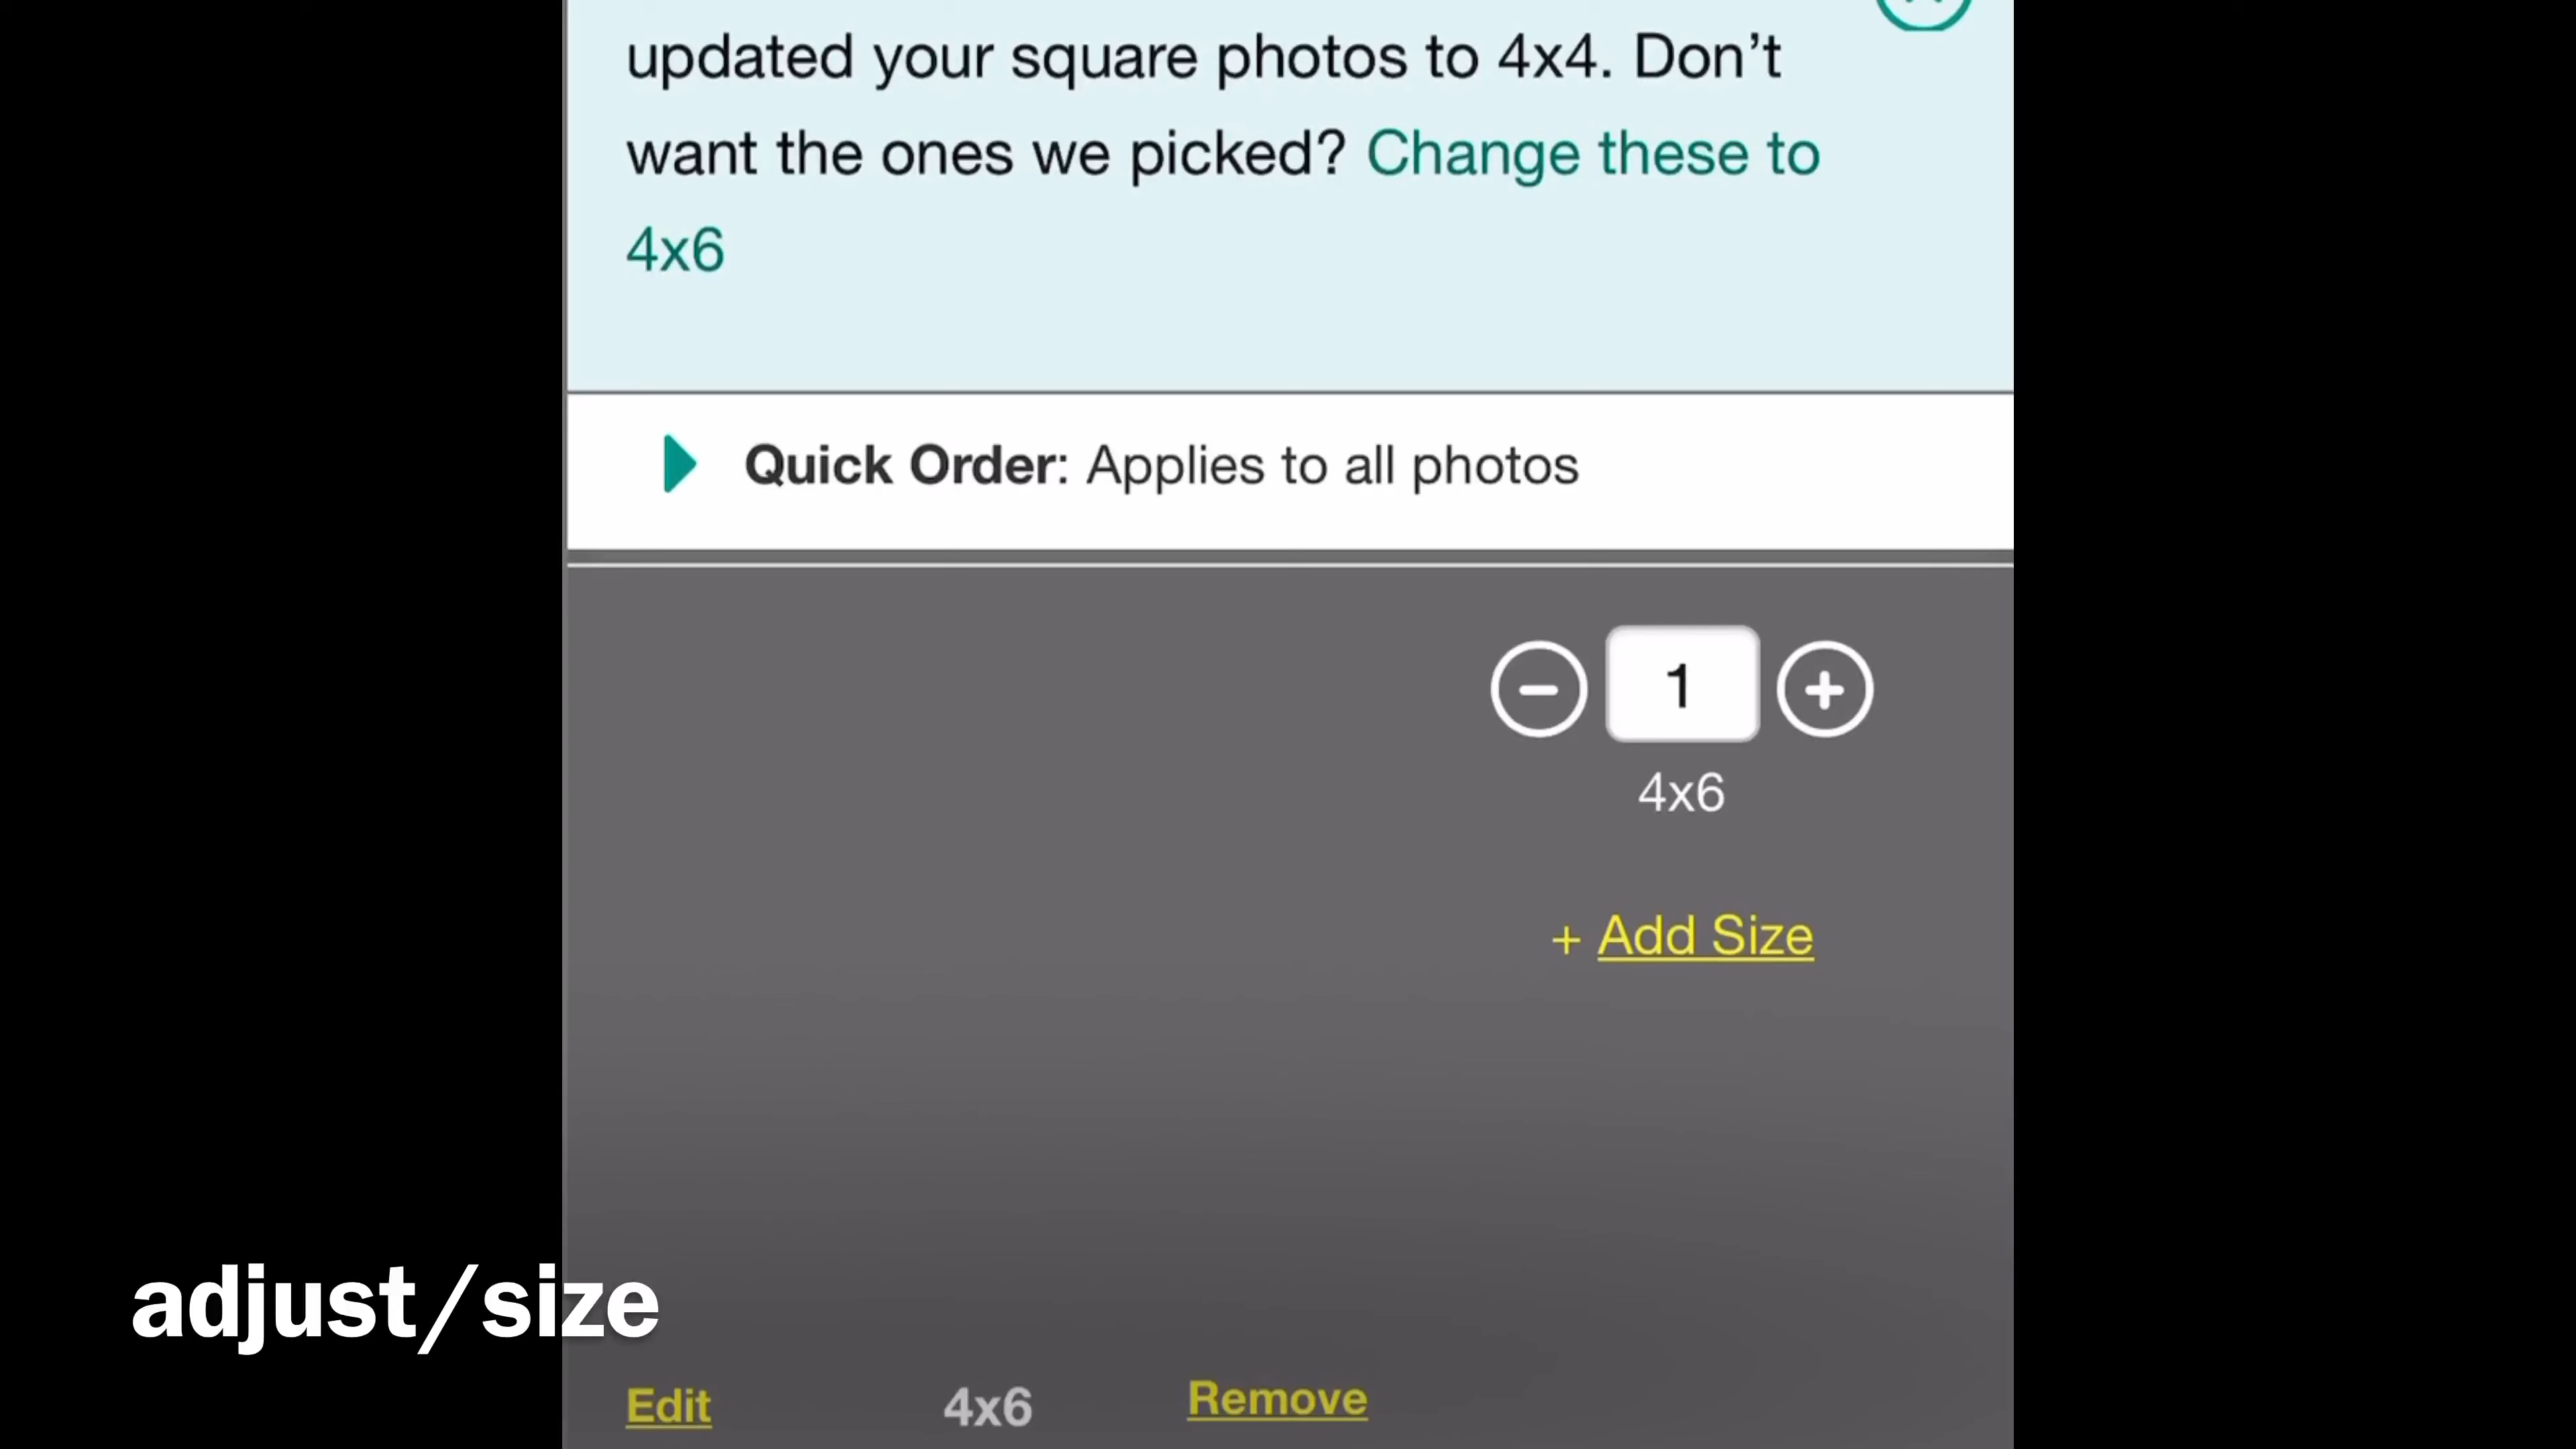 updated your square photos to 4x4. Don't
want the ones we picked? Change these to
4x6
Quick Order: Applies to all photos
1
4x6
+ Add Size
adjust/size
Edit
4x6
Remove